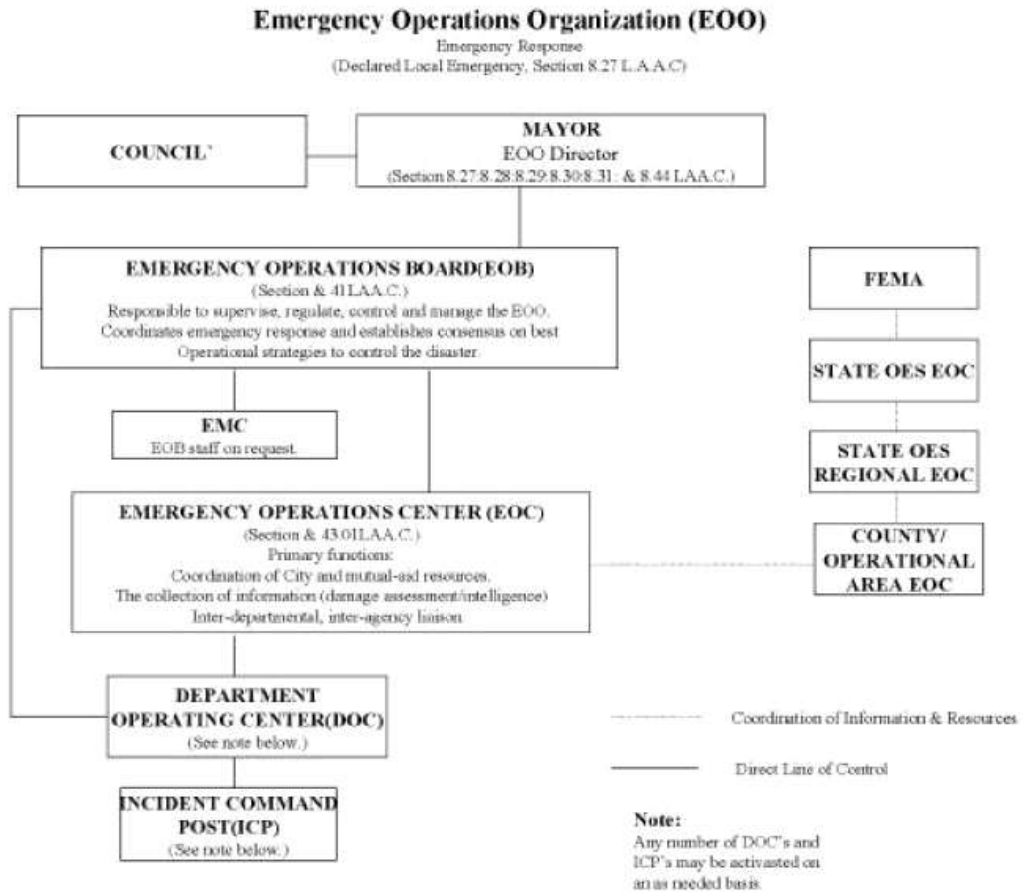 Emergency Operations Organization (EOO)
Emergency Response
(Declared Local Emergency, Section 8.27 L.A.A.C)
COUNCIL`
MAYOR
EOO Director
(Section 8.27:8.28:8.29:8.30:8.31: & 8.44 LAA.C.)
EMERGENCY OPERATIONS BOARD(EOB)
(Section & 41 LAA.C.)
Responsible to supervise, regulate, control and manage the EOO.
Coordinates emergency response and establishes consensus on best
Operational strategies to control the disaster
FEMA
STATE OES EOC
EMC
EOB staff on request.
STATE OES
REGIONAL EOC
EMERGENCY OPERATIONS CENTER (EOC)
(Section & 43.01LAA.C.)
Primary functions:
Coordination of City and mutual-aid resources.
The collection of information (damage assessment/intelligence)
Inter-departmental, inter-agency liaison
COUNTY/
OPERATIONAL
AREA EOC
DEPARTMENT
OPERATING CENTER(DOC)
(See note below.)
INCIDENT COMMAND
POST(ICP)
(See note below.)
Coordination of Information & Resources
Direct Line of Control
Note:
Any number of DOC's and
ICP's may be activasted on
an as needed basis